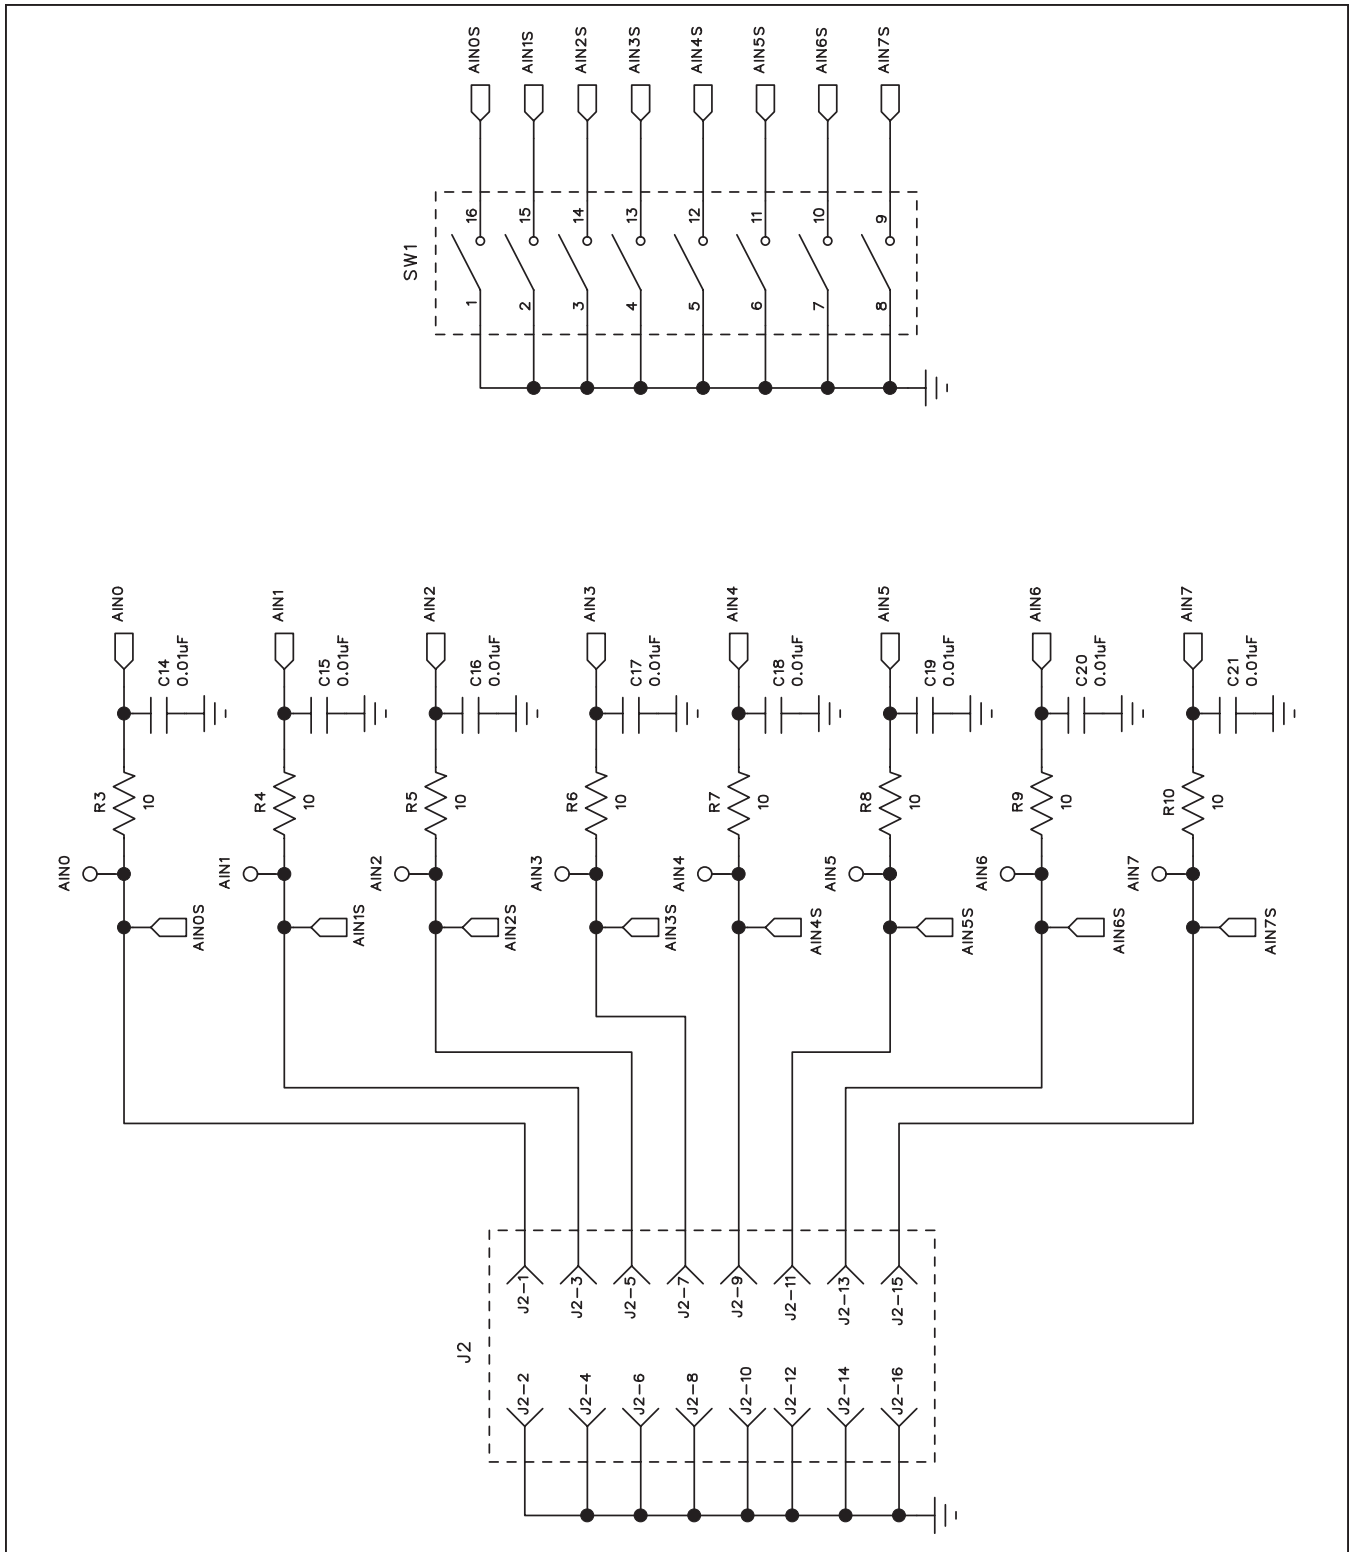 AIN0S
AIN1S
AIN2S
AIN3S
AIN4S
AIN5S
AIN6S
AIN7S
SW1
16
15
14
13
12
11
10
9
1
2
3
4
5
6
7
8
AIN0
AIN1
AIN2
AIN3
AIN4
AIN5
AIN6
AIN7
C14
0.01uF
C15
0.01uF
C16
0.01uF
C17
0.01uF
C18
0.01uF
C19
0.01uF
C20
0.01uF
C21
0.01uF
R3
10
R4
10
R5
10
R6
10
R7
10
R8
10
R9
10
R10
10
AIN0
AIN1
AIN2
AIN3
AIN4
AIN5
AIN6
AIN7
AIN0S
AIN1S
AIN2S
AIN3S
AIN4S
AIN5S
AIN6S
AIN7S
J2
J2-1
J2-3
J2-5
J2-7
J2-9
J2-11
J2-13
J2-15
J2-2
J2-4
J2-6
J2-8
J2-10
J2-12
J2-14
J2-16